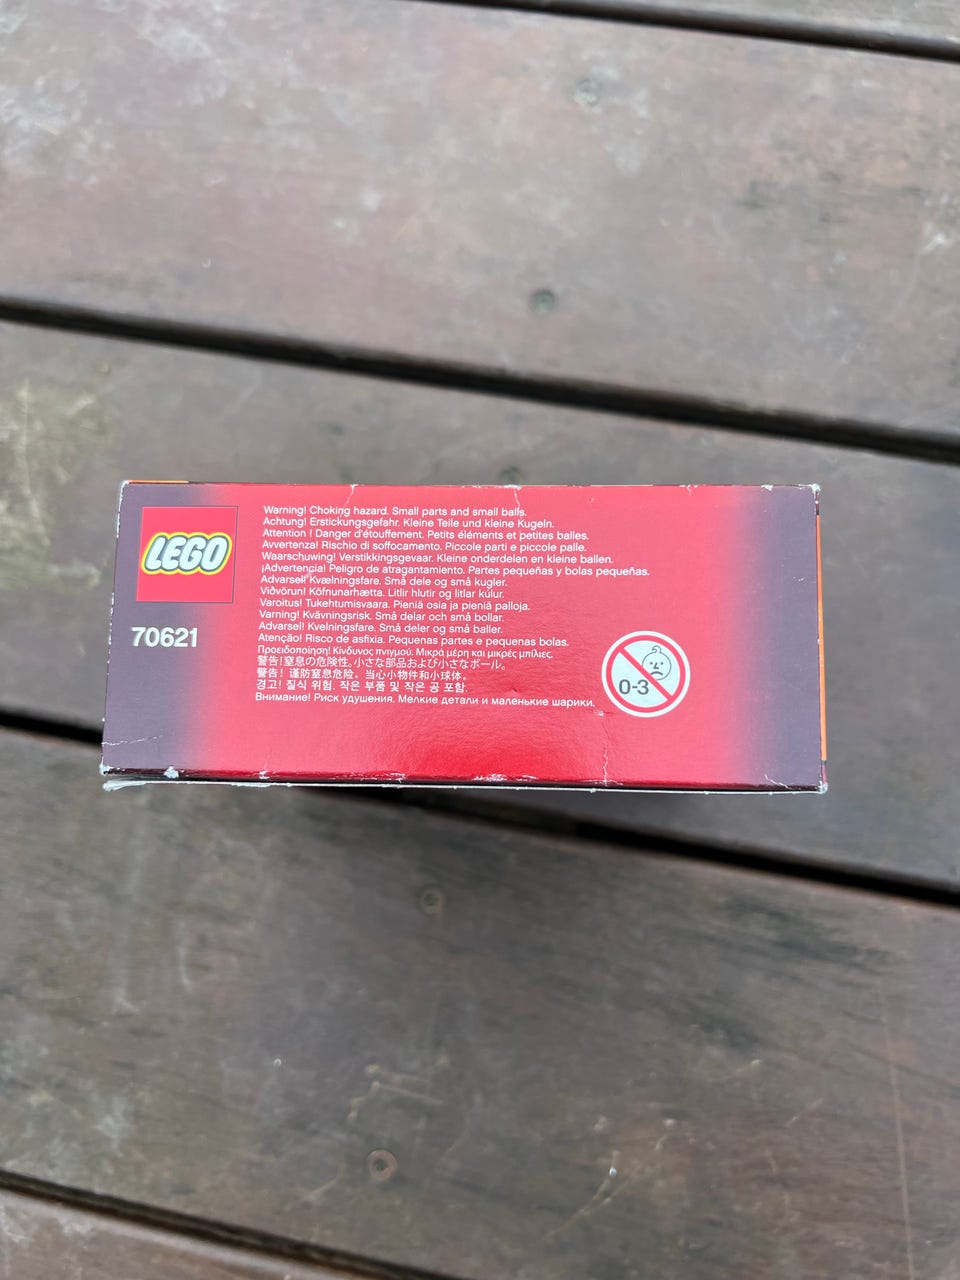 LEGO
70621
Warning! Choking hazard. Small parts and small balls.
Achtung! Erstickungsgefahr. Kleine Teile und kleine Kugeln.
Attention ! Danger d'étouffement. Petits éléments et petites balles.
Avvertenza! Rischio di soffocamento. Piccole parti e piccole palle.
Waarschuwing! Verstikkingsgevaar. Kleine onderdelen en kleine ballen.
¡Advertencia! Peligro de atragantamiento. Partes pequeñas y bolas pequeñas.
Advarsel! Kvælningsfare. Små dele og små kugler.
Viðvörun! Köfnunarhætta. Litlir hlutir og litlar kúlur.
Varoitus! Tukehtumisvaara. Pieniä osia ja pieniä palloja.
Varning! Kvävningsrisk. Små delar och små bollar.
Advarsel! Kvelningsfare. Små deler og små baller.
Atenção! Risco de asfixia. Pequenas partes e pequenas bolas.
Προειδοποίηση! Κίνδυνος πνιγμού. Μικρά μέρη και μικρές μπίλιες.
警告!窒息の危険性。小さな部品および小さなボール。
警告! 谨防窒息危险。当心小物件和小球体。
경고! 질식 위험. 작은 부품 및 작은 공 포함.
Внимание! Риск удушения. Мелкие детали и маленькие шарики.
0-3